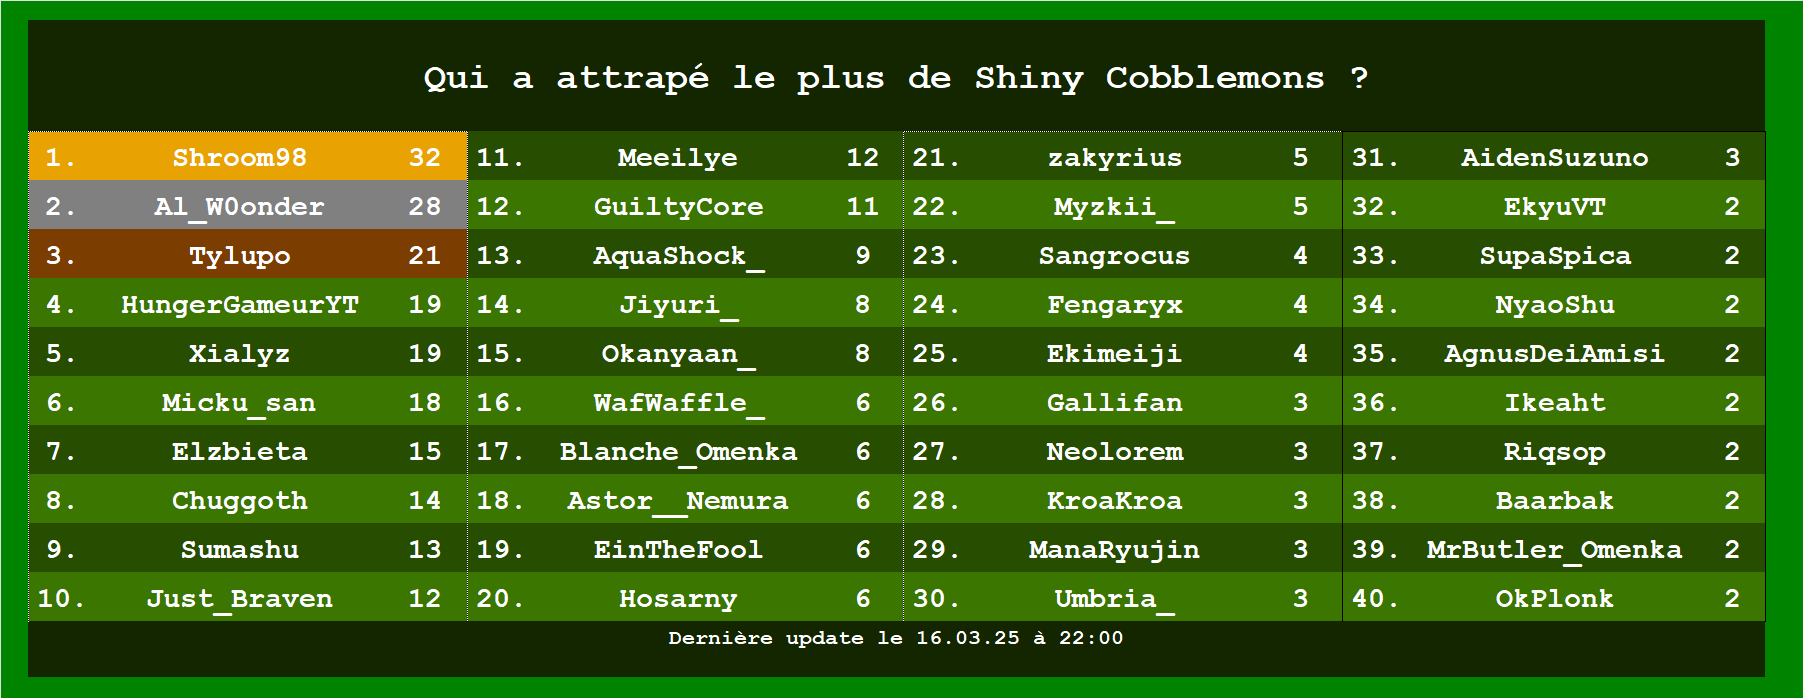 Qui a attrapé le plus de Shiny Cobblemons ?
1. Shroom98 32 11. Meeilye 12 21. zakyrius 5 31. AidenSuzuno 3
2. Al_W0onder 28 12. GuiltyCore 11 22. Myzkii_ 5 32. EkyuVT 2
3. Tylupo 21 13. AquaShock_ 9 23. Sangrocus 4 33. SupaSpica 2
4. HungerGameurYT 19 14. Jiyuri_ 8 24. Fengaryx 4 34. NyaoShu 2
5. Xialyz 19 15. Okanyaan_ 8 25. Ekimeiji 4 35. AgnusDeiAmisi 2
6. Micku_san 18 16. WafWaffle_ 6 26. Gallifan 3 36. Ikeaht 2
7. Elzbieta 15 17. Blanche_Omenka 6 27. Neolorem 3 37. Riqsop 2
8. Chuggoth 14 18. Astor__Nemura 6 28. KroaKroa 3 38. Baarbak 2
9. Sumashu 13 19. EinTheFool 6 29. ManaRyujin 3 39. MrButler_Omenka 2
10. Just_Braven 12 20. Hosarny 6 30. Umbria_ 3 40. OkPlonk 2
Dernière update le 16.03.25 à 22:00